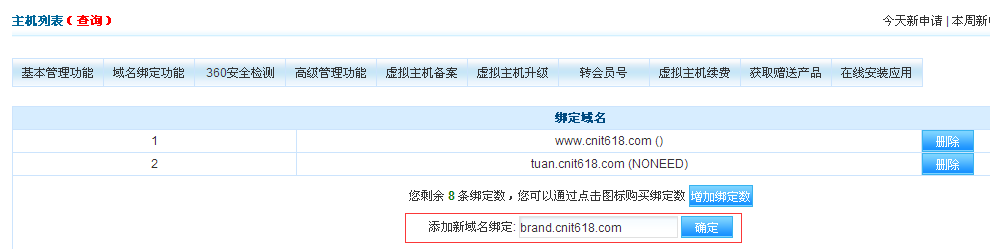 主机列表（查询） 今天新申请 | 本周新
基本管理功能 域名绑定功能 360安全检测 高级管理功能 虚拟主机备案 虚拟主机升级 转会员号 虚拟主机续费 获取赠送产品 在线安装应用
绑定域名
1 www.cnit618.com () 删除
2 tuan.cnit618.com (NONEED) 删除
您剩余 8 条绑定数，您可以通过点击图标购买绑定数 增加绑定数
添加新域名绑定: brand.cnit618.com 确定